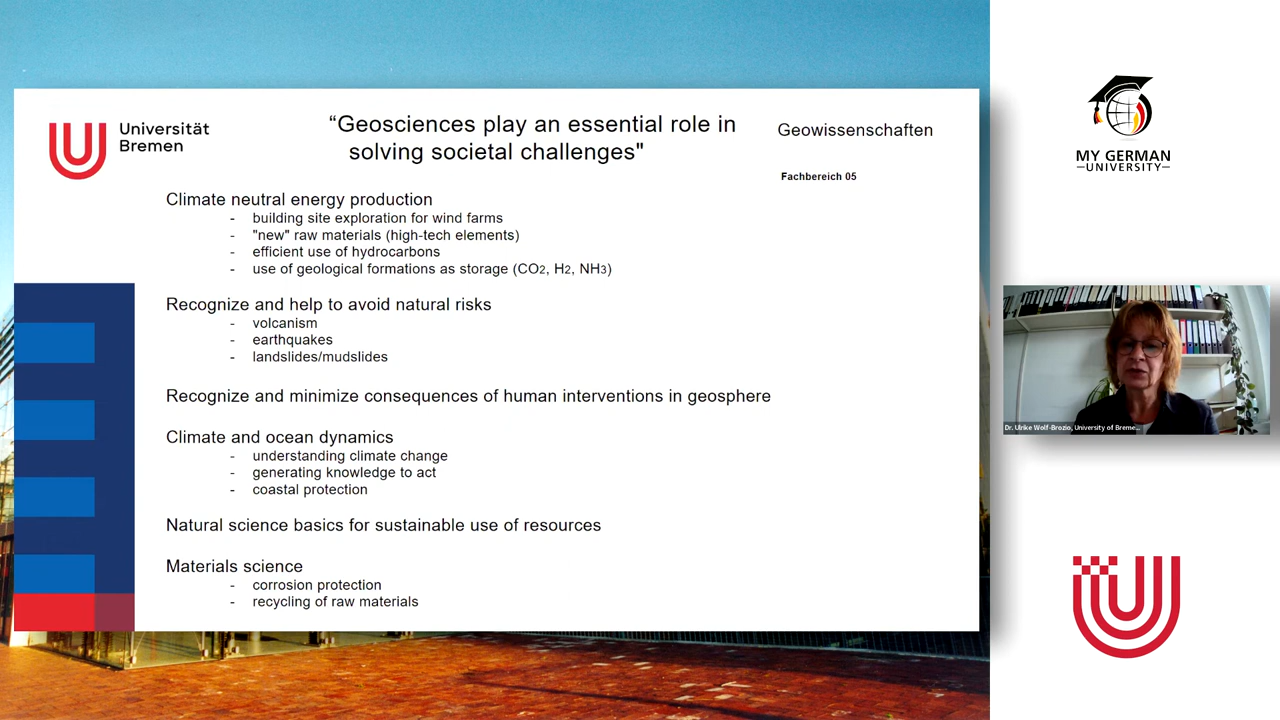 Universität
Bremen
“Geosciences play an essential role in
solving societal challenges"
Geowissenschaften
Fachbereich 05
Climate neutral energy production
- building site exploration for wind farms
- "new" raw materials (high-tech elements)
- efficient use of hydrocarbons
- use of geological formations as storage (CO2, H2, NH3)
Recognize and help to avoid natural risks
- volcanism
- earthquakes
- landslides/mudslides
Recognize and minimize consequences of human interventions in geosphere
Climate and ocean dynamics
- understanding climate change
- generating knowledge to act
- coastal protection
Natural science basics for sustainable use of resources
Materials science
- corrosion protection
- recycling of raw materials
MY GERMAN
UNIVERSITY
Dr. Ulrike Wolf-Brozio, University of Breme...